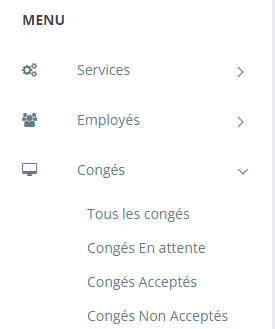 MENU
Services
Employés
Congés
Tous les congés
Congés En attente
Congés Acceptés
Congés Non Acceptés